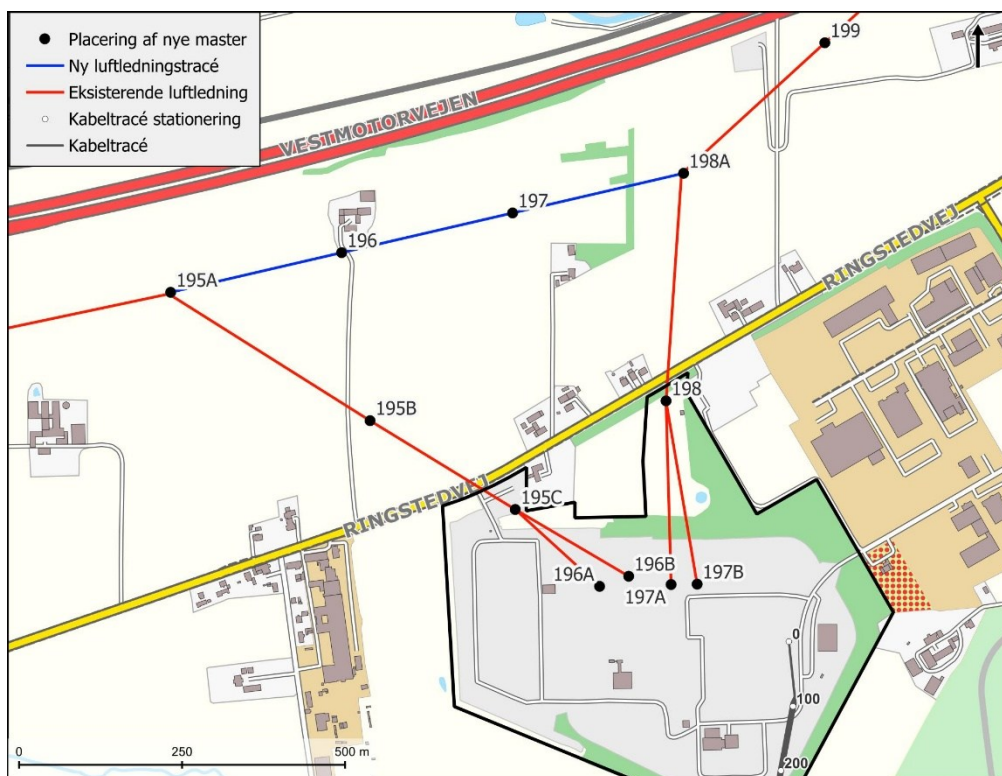 Placering af nye master
Ny luftledningstracé
Eksisterende luftledning
Kabeltracé stationering
Kabeltracé
199
VESTMOTORVEJEN
198A
197
196
195A
RINGSTEDVEJ
198
195B
RINGSTEDVEJ
195C
196B
196A
197A
197B
0
100
200
0
250
500 m